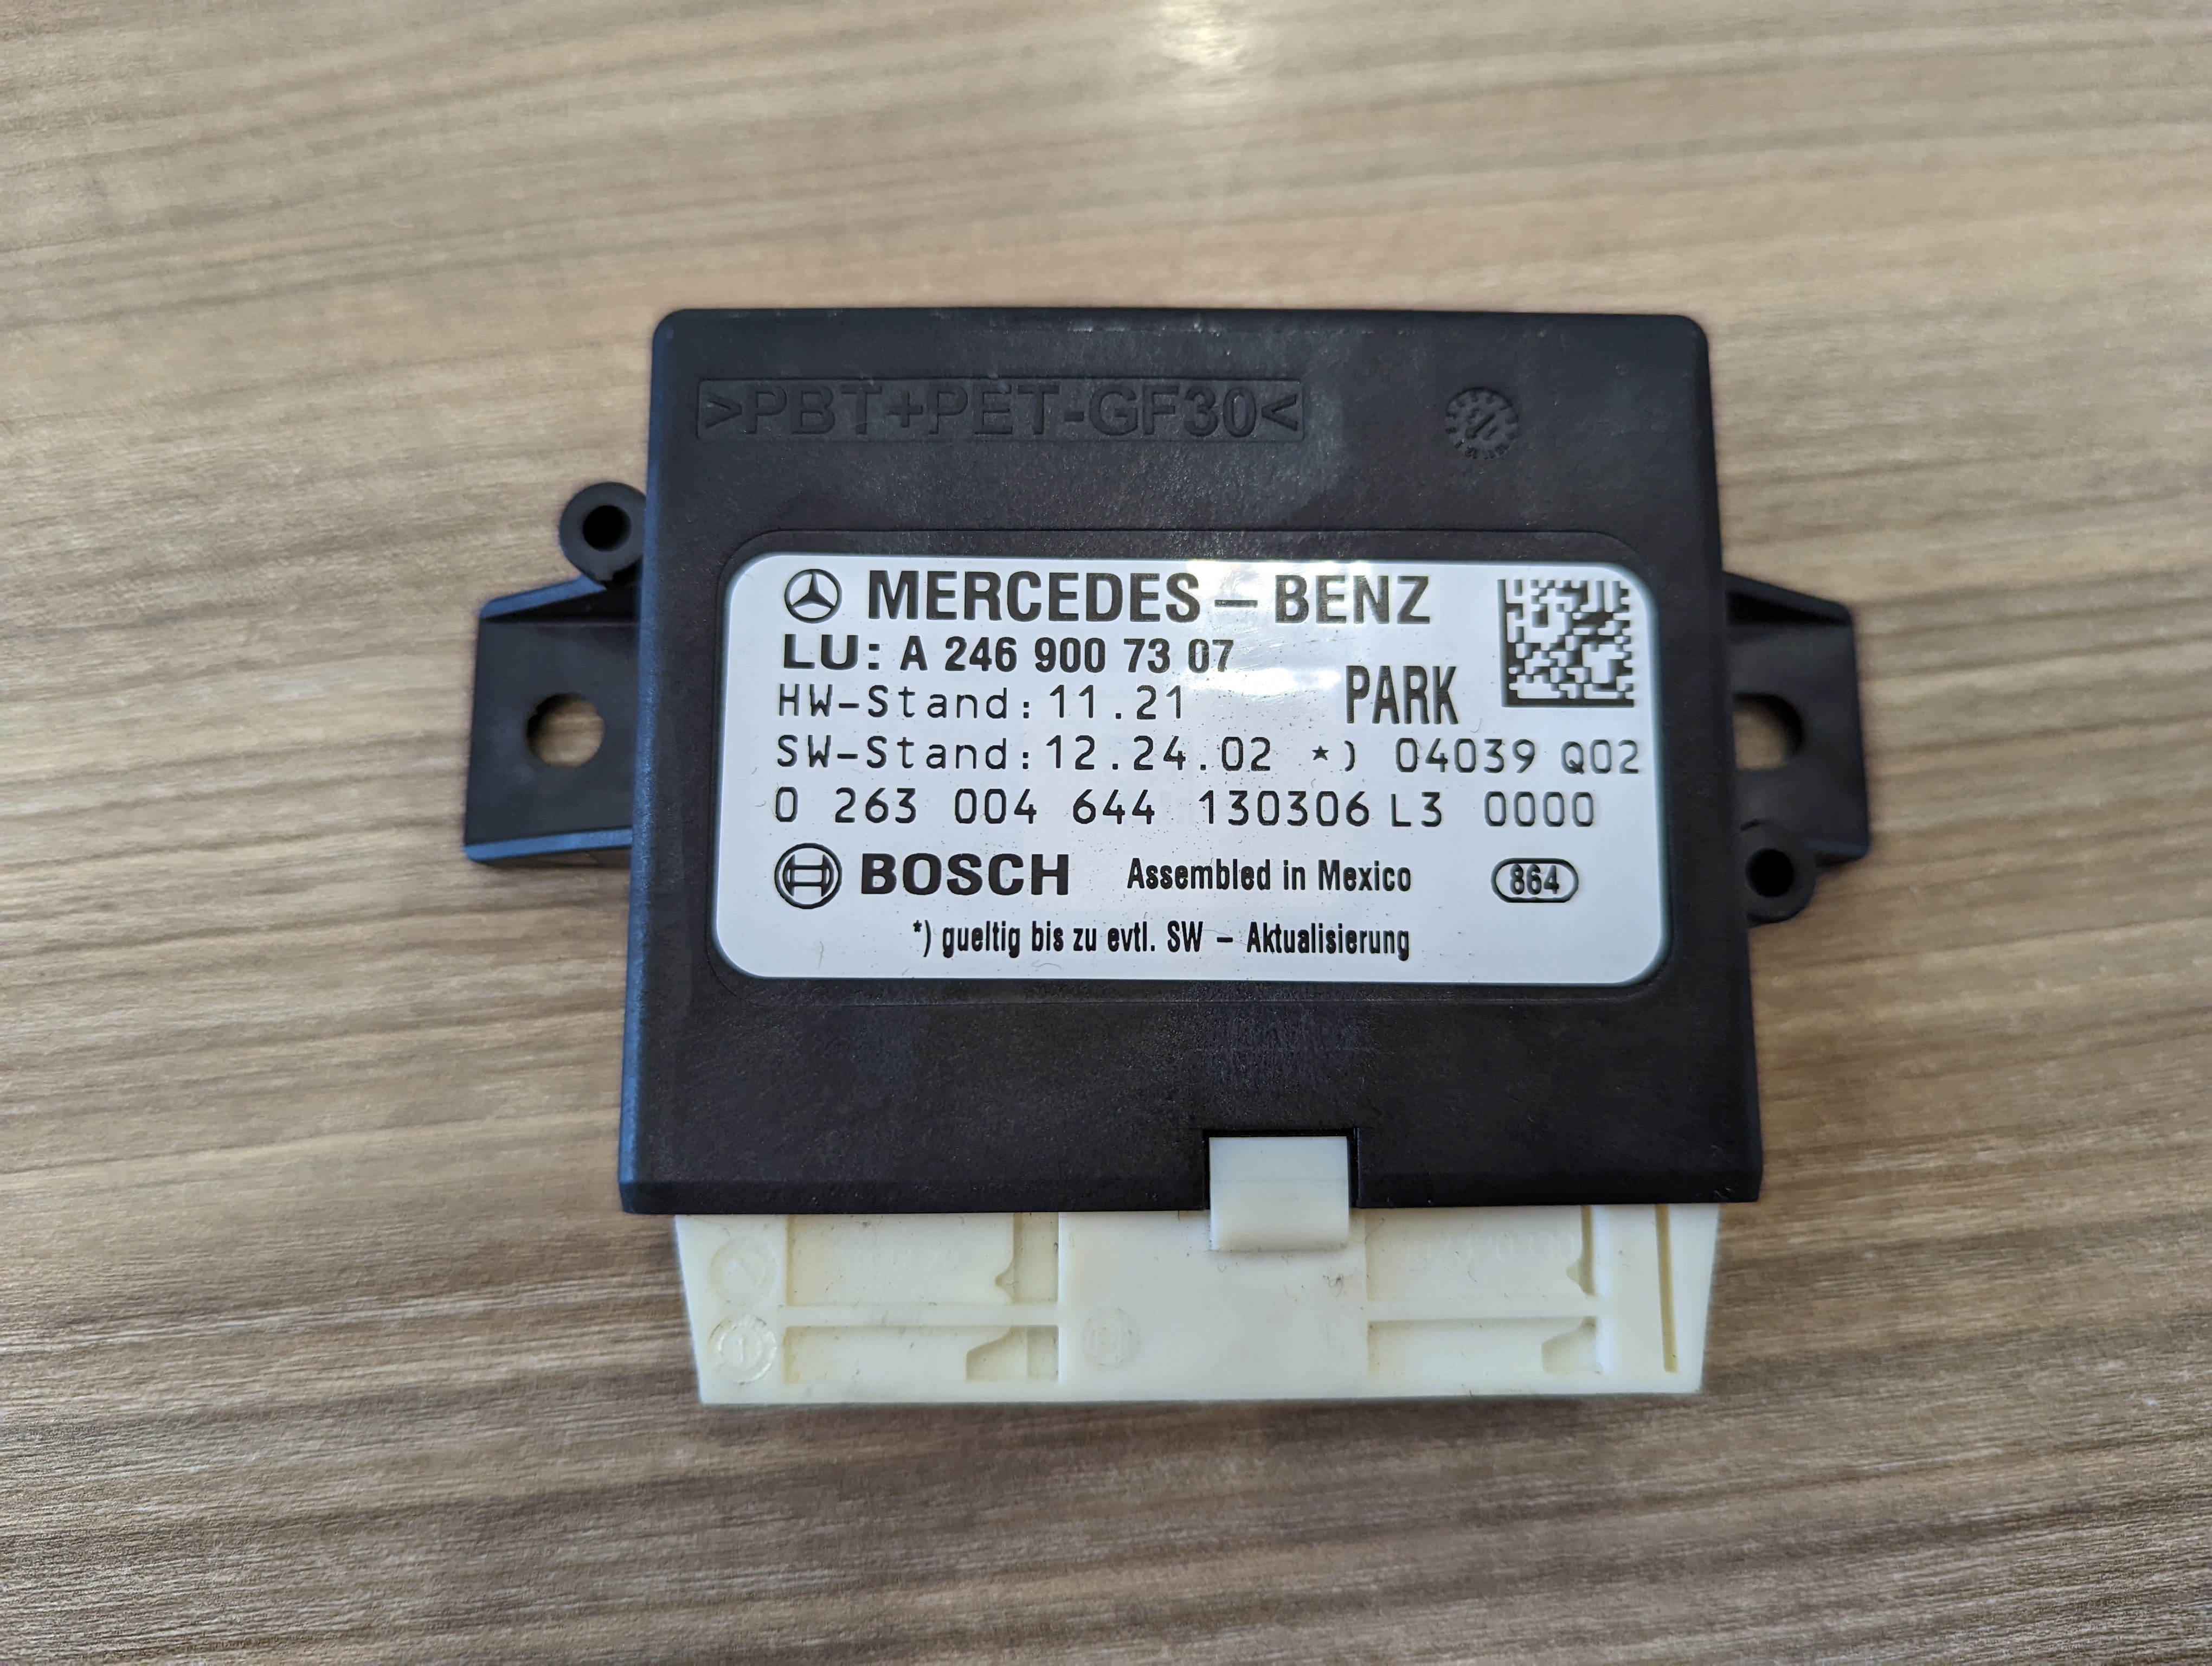 >PBT+PET-GF30<
13
MERCEDES-BENZ
LU: A 246 900 73 07
HW-Stand: 11.21
PARK
SW-Stand: 12.24.02 *) 04039 Q02
0 263 004 644 130306 L3 0000
BOSCH Assembled in Mexico 864
*) gueltig bis zu evtl. SW - Aktualisierung